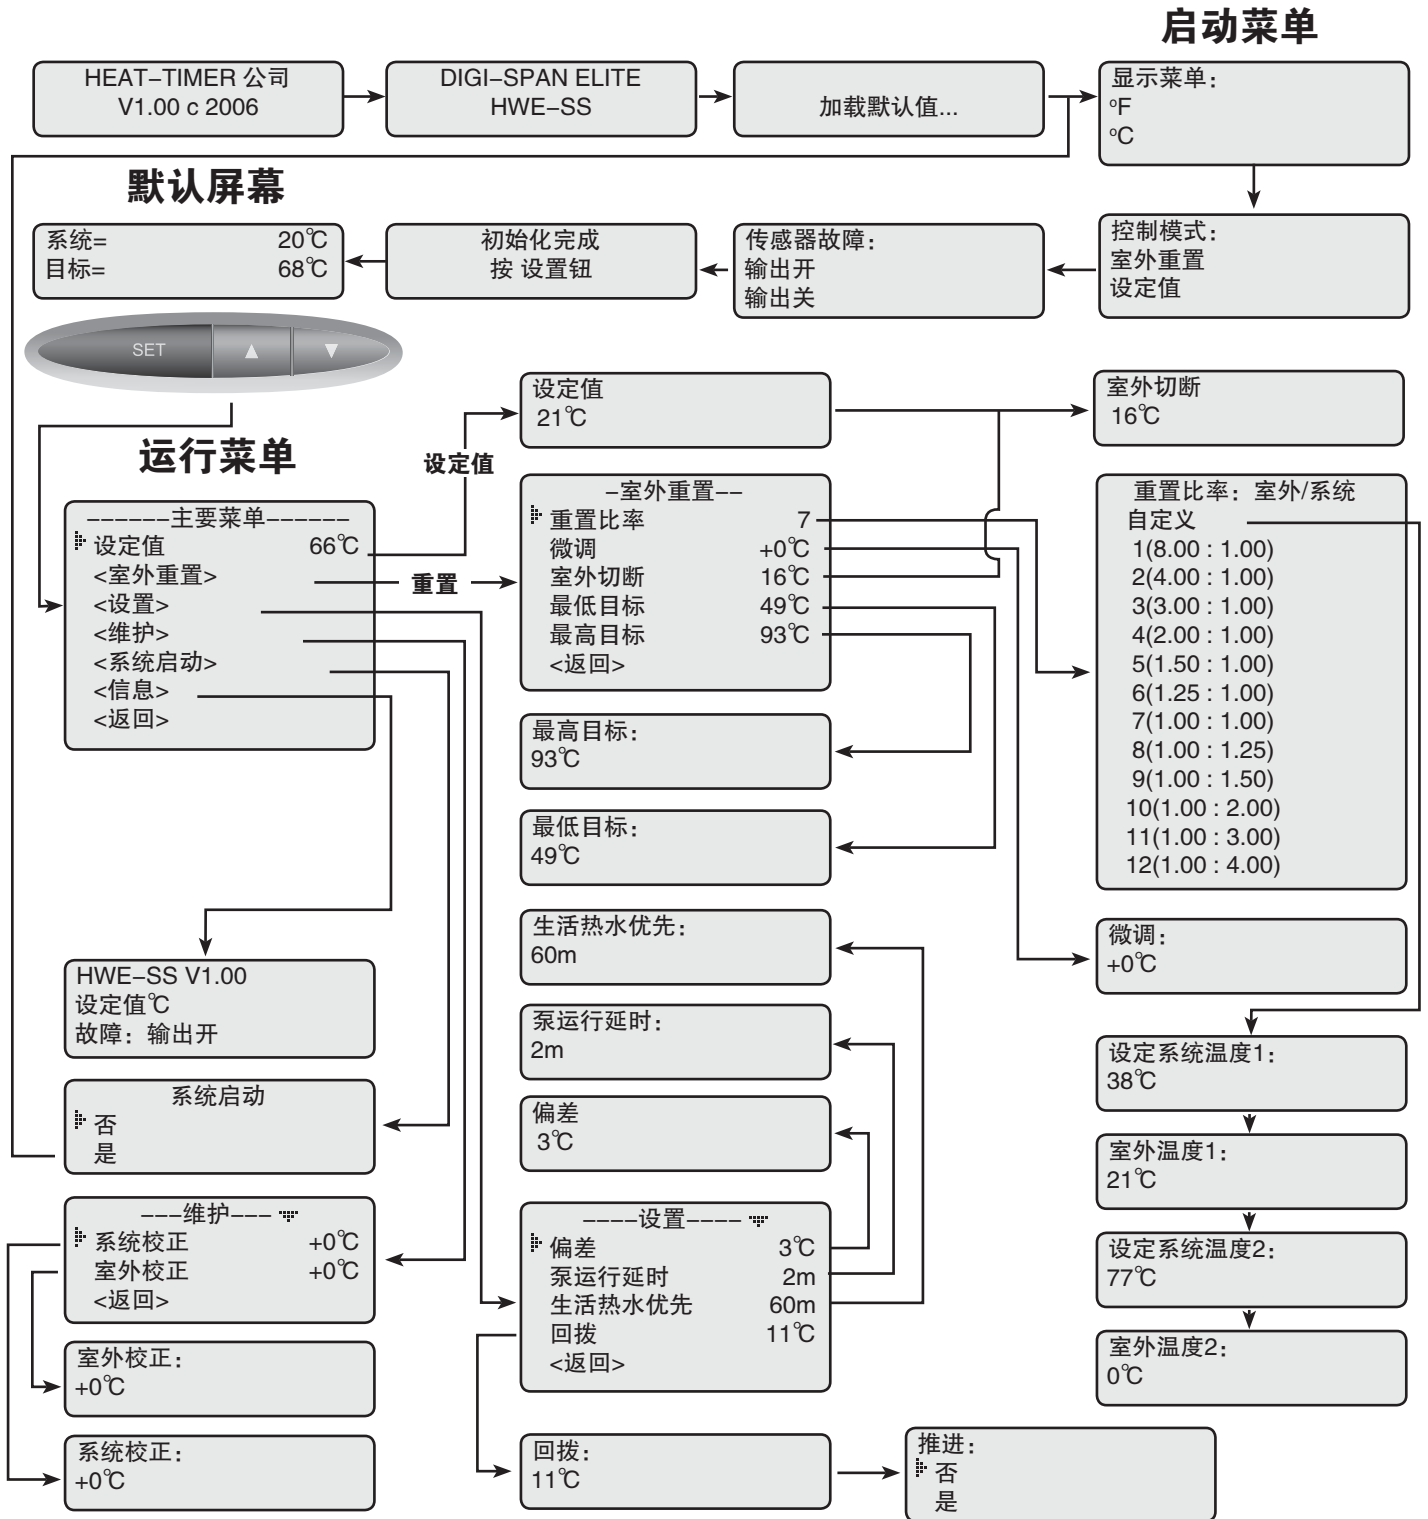 启动菜单
HEAT–TIMER 公司
V1.00 c 2006
DIGI–SPAN ELITE
HWE–SS
加载默认值...
显示菜单：
°F
°C
默认屏幕
系统= 20℃
目标= 68℃
初始化完成
按 设置钮
传感器故障：
输出开
输出关
控制模式：
室外重置
设定值
SET
运行菜单
------主要菜单------
设定值 66℃
<室外重置>
<设置>
<维护>
<系统启动>
<信息>
<返回>
设定值
重置
设定值
21℃
室外切断
16℃
-室外重置--
重置比率 7
微调 +0℃
室外切断 16℃
最低目标 49℃
最高目标 93℃
<返回>
重置比率：室外/系统
自定义
1(8.00 : 1.00)
2(4.00 : 1.00)
3(3.00 : 1.00)
4(2.00 : 1.00)
5(1.50 : 1.00)
6(1.25 : 1.00)
7(1.00 : 1.00)
8(1.00 : 1.25)
9(1.00 : 1.50)
10(1.00 : 2.00)
11(1.00 : 3.00)
12(1.00 : 4.00)
最高目标：
93℃
最低目标：
49℃
生活热水优先：
60m
微调：
+0℃
HWE–SS V1.00
设定值℃
故障：输出开
泵运行延时：
2m
设定系统温度1：
38℃
系统启动
否
是
偏差
3℃
室外温度1：
21℃
---维护---
系统校正 +0℃
室外校正 +0℃
<返回>
----设置----
偏差 3℃
泵运行延时 2m
生活热水优先 60m
回拨 11℃
<返回>
设定系统温度2：
77℃
室外温度2：
0℃
室外校正：
+0℃
系统校正：
+0℃
回拨：
11℃
推进：
否
是